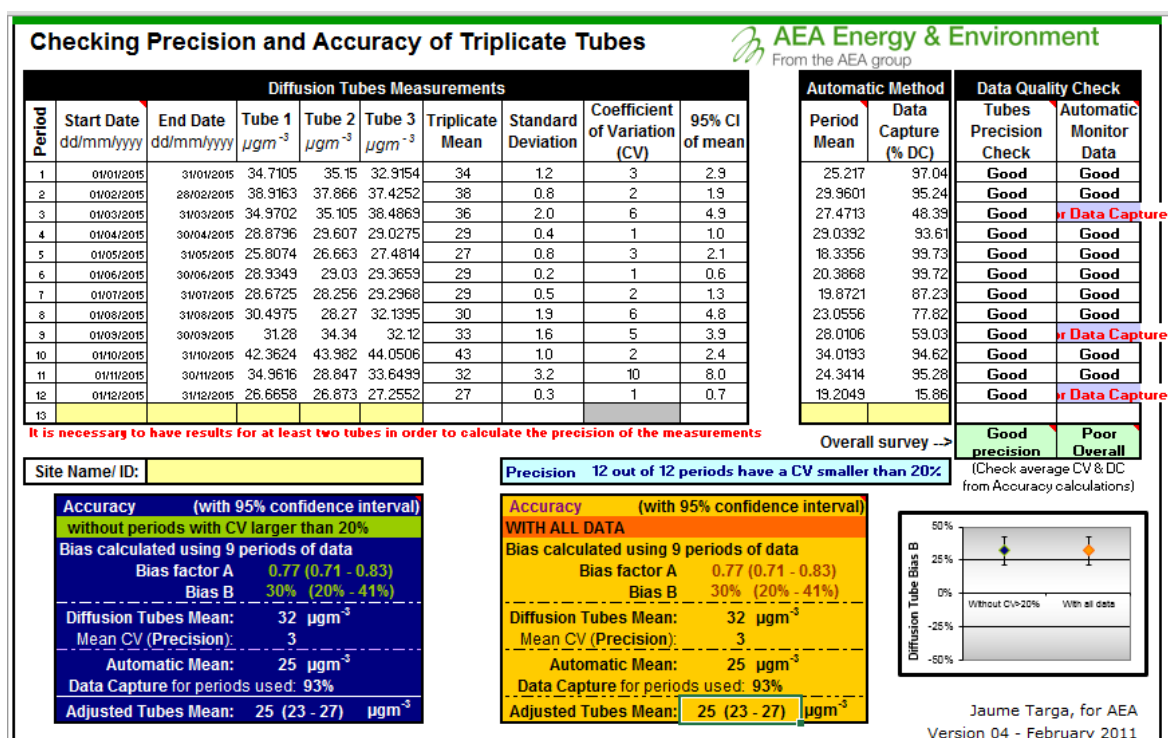 Checking Precision and Accuracy of Triplicate Tubes
AEA Energy & Environment
From the AEA group
Diffusion Tubes Measurements
Automatic Method
Data Quality Check
Period
Start Date dd/mm/yyyy
End Date dd/mm/yyyy
Tube 1 µgm-3
Tube 2 µgm-3
Tube 3 µgm-3
Triplicate Mean
Standard Deviation
Coefficient of Variation (CV)
95% CI of mean
Period Mean
Data Capture (% DC)
Tubes Precision Check
Automatic Monitor Data
1 01/01/2015 31/01/2015 34.7105 35.15 32.9154 34 1.2 3 2.9 25.217 97.04 Good Good
2 01/02/2015 28/02/2015 38.9163 37.866 37.4252 38 0.8 2 1.9 29.9601 95.24 Good Good
3 01/03/2015 31/03/2015 34.9702 35.105 38.4869 36 2.0 6 4.9 27.4713 48.39 Good r Data Capture
4 01/04/2015 30/04/2015 28.8796 29.607 29.0275 29 0.4 1 1.0 29.0392 93.61 Good Good
5 01/05/2015 31/05/2015 25.8074 26.663 27.4814 27 0.8 3 2.1 18.3356 99.73 Good Good
6 01/06/2015 30/06/2015 28.9349 29.03 29.3659 29 0.2 1 0.6 20.3868 99.72 Good Good
7 01/07/2015 31/07/2015 28.6725 28.256 29.2968 29 0.5 2 1.3 19.8721 87.23 Good Good
8 01/08/2015 31/08/2015 30.4975 28.27 32.1395 30 1.9 6 4.8 23.0556 77.82 Good Good
9 01/09/2015 30/09/2015 31.28 34.34 32.12 33 1.6 5 3.9 28.0106 59.03 Good r Data Capture
10 01/10/2015 31/10/2015 42.3624 43.982 44.0506 43 1.0 2 2.4 34.0193 94.62 Good Good
11 01/11/2015 30/11/2015 34.9616 28.847 33.6499 32 3.2 10 8.0 24.3414 95.28 Good Good
12 01/12/2015 31/12/2015 26.6658 26.873 27.2552 27 0.3 1 0.7 19.2049 15.86 Good r Data Capture
13
It is necessary to have results for at least two tubes in order to calculate the precision of the measurements
Overall survey -->
Good precision
Poor Overall
Site Name/ ID:
Precision 12 out of 12 periods have a CV smaller than 20%
(Check average CV & DC
from Accuracy calculations)
Accuracy (with 95% confidence interval)
without periods with CV larger than 20%
Bias calculated using 9 periods of data
Bias factor A 0.77 (0.71 - 0.83)
Bias B 30% (20% - 41%)
Diffusion Tubes Mean: 32 µgm-3
Mean CV (Precision): 3
Automatic Mean: 25 µgm-3
Data Capture for periods used: 93%
Adjusted Tubes Mean: 25 (23 - 27) µgm-3
Accuracy (with 95% confidence interval)
WITH ALL DATA
Bias calculated using 9 periods of data
Bias factor A 0.77 (0.71 - 0.83)
Bias B 30% (20% - 41%)
Diffusion Tubes Mean: 32 µgm-3
Mean CV (Precision): 3
Automatic Mean: 25 µgm-3
Data Capture for periods used: 93%
Adjusted Tubes Mean: 25 (23 - 27) µgm-3
Diffusion Tube Bias B
50%
25%
0%
-25%
-50%
Without CV>20%
With all data
Jaume Targa, for AEA
Version 04 - February 2011